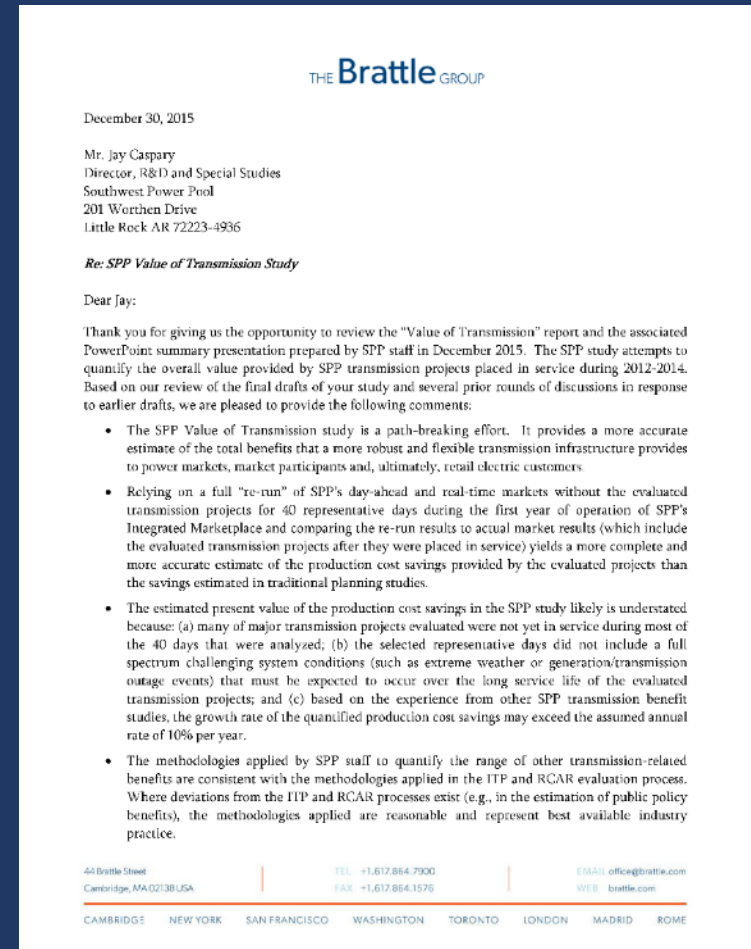 THE Brattle GROUP
December 30, 2015
Mr. Jay Caspary
Director, R&D and Special Studies
Southwest Power Pool
201 Worthen Drive
Little Rock AR 72223-4936
Re: SPP Value of Transmission Study
Dear Jay:
Thank you for giving us the opportunity to review the “Value of Transmission” report and the associated
PowerPoint summary presentation prepared by SPP staff in December 2015. The SPP study attempts to
quantify the overall value provided by SPP transmission projects placed in service during 2012-2014.
Based on our review of the final drafts of your study and several prior rounds of discussions in response
to earlier drafts, we are pleased to provide the following comments:
• The SPP Value of Transmission study is a path-breaking effort. It provides a more accurate
estimate of the total benefits that a more robust and flexible transmission infrastructure provides
to power markets, market participants and, ultimately, retail electric customers.
• Relying on a full “re-run” of SPP’s day-ahead and real-time markets without the evaluated
transmission projects for 40 representative days during the first year of operation of SPP’s
Integrated Marketplace and comparing the re-run results to actual market results (which include
the evaluated transmission projects after they were placed in service) yields a more complete and
more accurate estimate of the production cost savings provided by the evaluated projects than
the savings estimated in traditional planning studies.
• The estimated present value of the production cost savings in the SPP study likely is understated
because: (a) many of major transmission projects evaluated were not yet in service during most of
the 40 days that were analyzed; (b) the selected representative days did not include a full
spectrum challenging system conditions (such as extreme weather or generation/transmission
outage events) that must be expected to occur over the long service life of the evaluated
transmission projects; and (c) based on the experience from other SPP transmission benefit
studies, the growth rate of the quantified production cost savings may exceed the assumed annual
rate of 10% per year.
• The methodologies applied by SPP staff to quantify the range of other transmission-related
benefits are consistent with the methodologies applied in the ITP and RCAR evaluation process.
Where deviations from the ITP and RCAR processes exist (e.g., in the estimation of public policy
benefits), the methodologies applied are reasonable and represent best available industry
practice.
44 Brattle Street TEL +1.617.864.7900 EMAIL office@brattle.com
Cambridge, MA 02138 USA FAX +1.617.864.1576 WEB brattle.com
CAMBRIDGE NEW YORK SAN FRANCISCO WASHINGTON TORONTO LONDON MADRID ROME